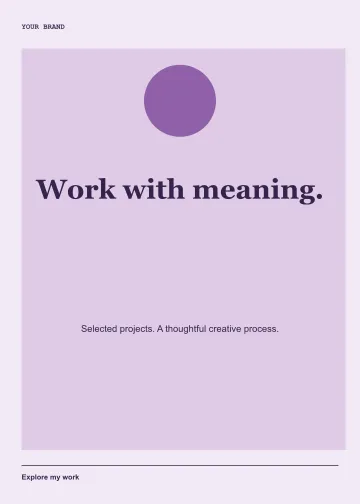 YOUR BRAND
Work with meaning.
Selected projects. A thoughtful creative process.
Explore my work